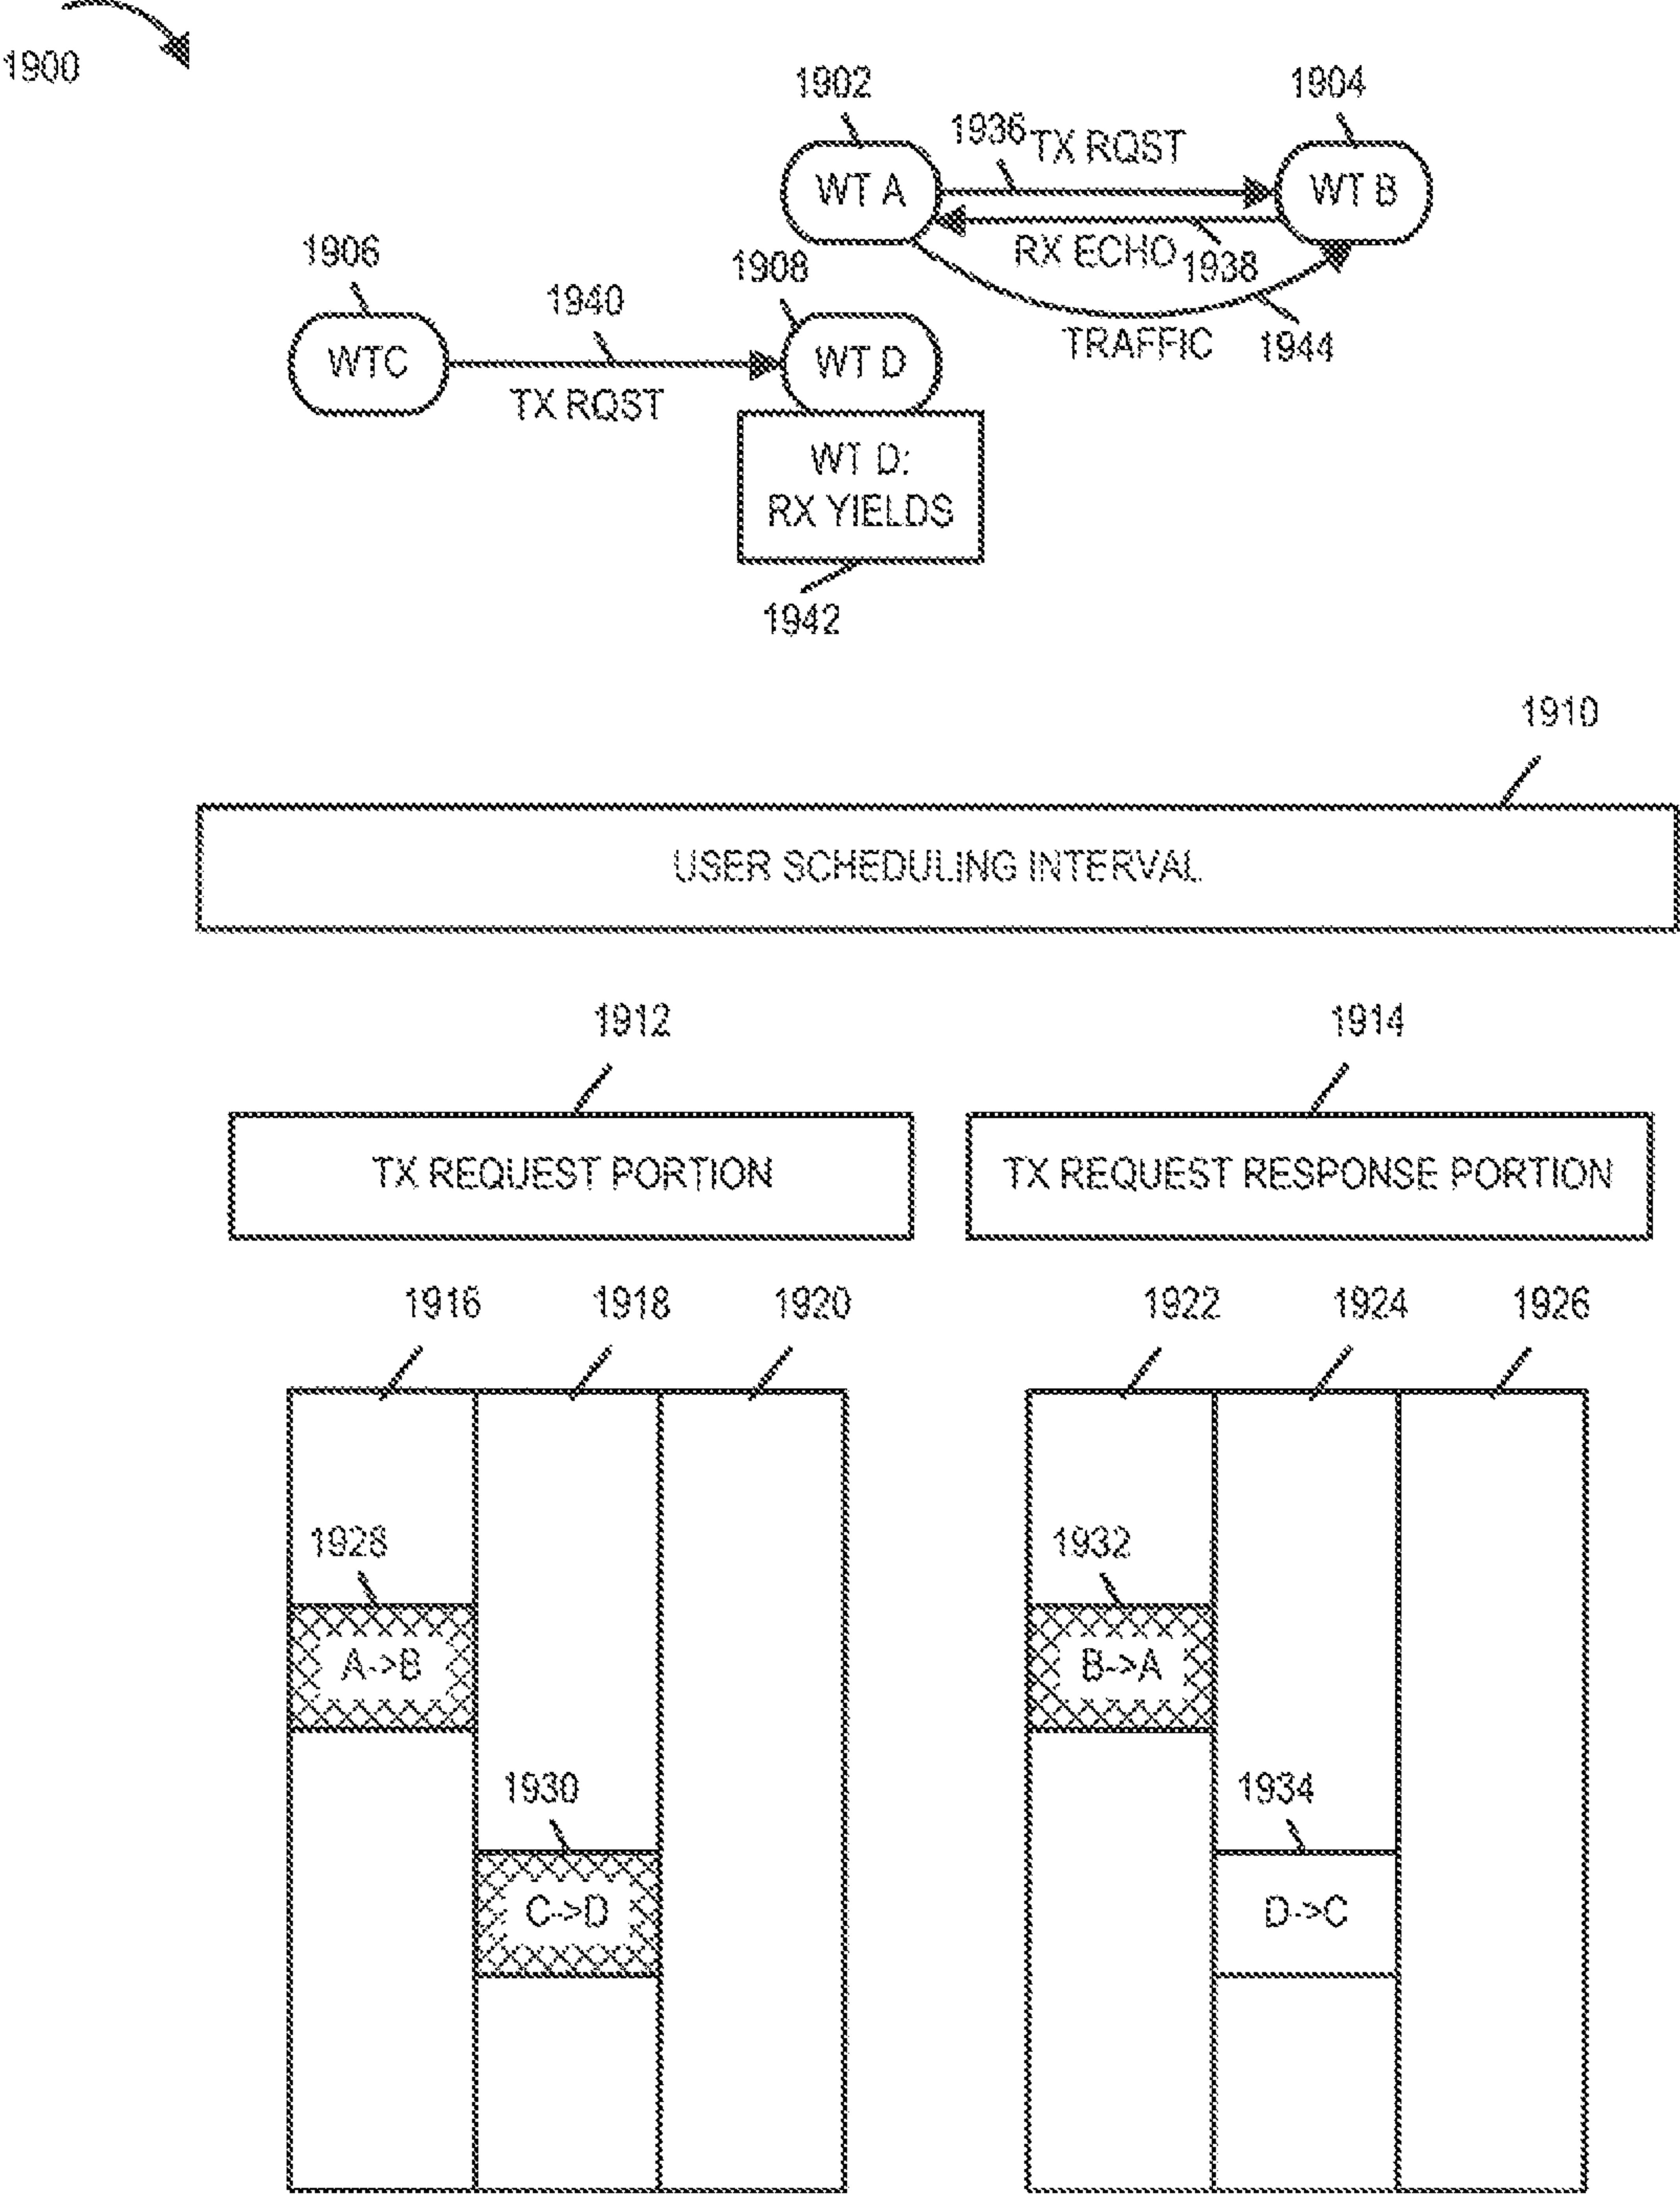 1900
1902
1904
1936
TX RQST
WT A
WT B
RX ECHO
1938
1906
1940
1908
TRAFFIC
1944
WTC
WT D
TX RQST
WT D:
RX YIELDS
1942
1910
USER SCHEDULING INTERVAL
1912
1914
TX REQUEST PORTION
TX REQUEST RESPONSE PORTION
1916
1918
1920
1922
1924
1926
1928
1932
A->B
B->A
1930
1934
C->D
D->C